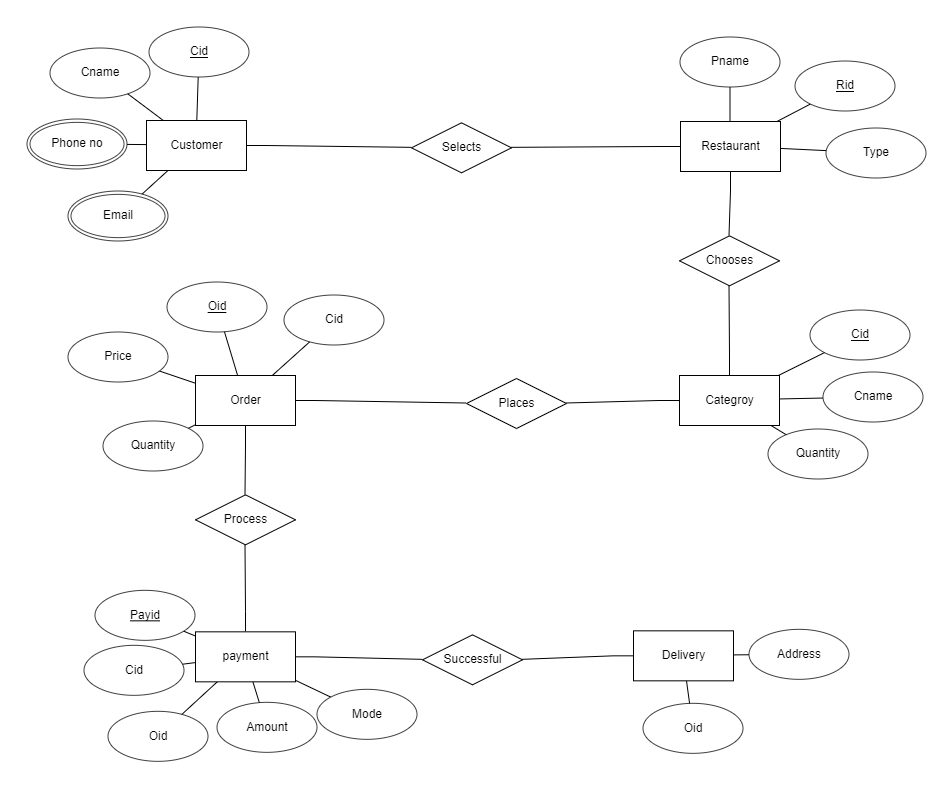 Cid
Cname
Phone no
Email
Customer
Selects
Pname
Rid
Restaurant
Type
Chooses
Oid
Cid
Price
Order
Quantity
Places
Cid
Categroy
Cname
Quantity
Process
Payid
Cid
payment
Oid
Amount
Mode
Successful
Delivery
Address
Oid